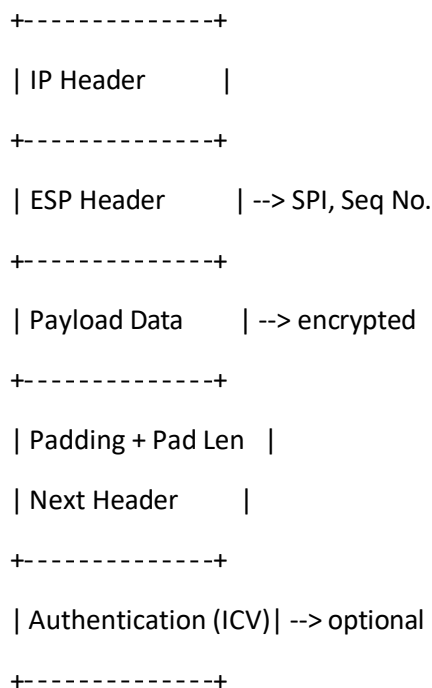 +--------------+
| IP Header |
+--------------+
| ESP Header | --> SPI, Seq No.
+--------------+
| Payload Data | --> encrypted
+--------------+
| Padding + Pad Len |
| Next Header |
+--------------+
| Authentication (ICV)| --> optional
+--------------+